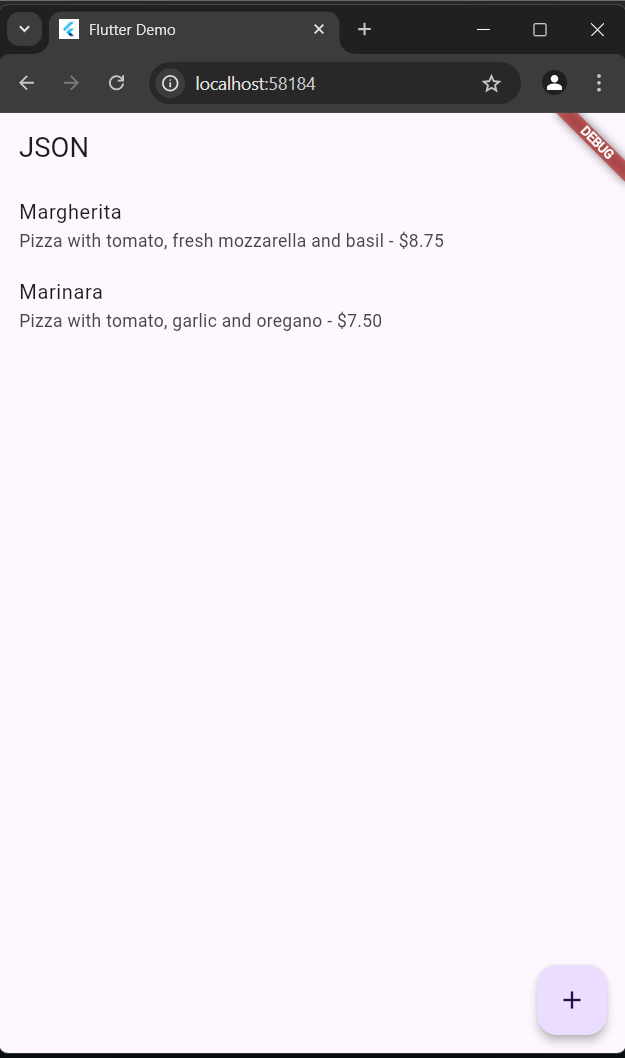 Flutter Demo
localhost:58184
JSON
DEBUG
Margherita
Pizza with tomato, fresh mozzarella and basil - $8.75
Marinara
Pizza with tomato, garlic and oregano - $7.50